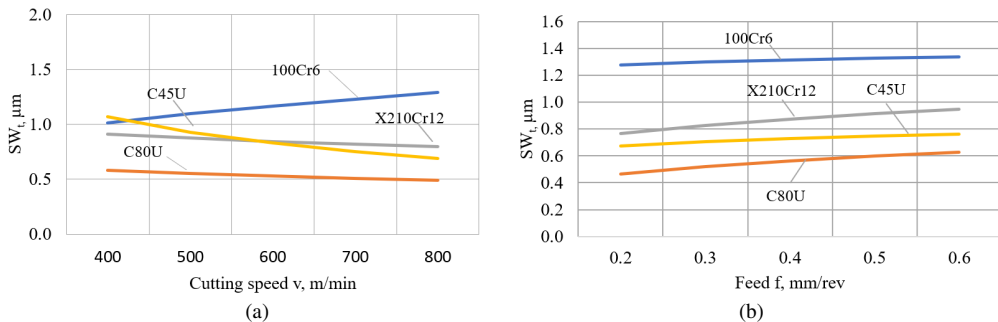 (a)
2.0
1.5
1.0
0.5
0.0
SWt, μm
100Cr6
C45U
X210Cr12
C80U
400 500 600 700 800
Cutting speed v, m/min
(a)
1.6
1.4
1.2
1.0
0.8
0.6
0.4
0.2
0.0
SWt, μm
100Cr6
X210Cr12
C45U
C80U
0.2 0.3 0.4 0.5 0.6
Feed f, mm/rev
(b)